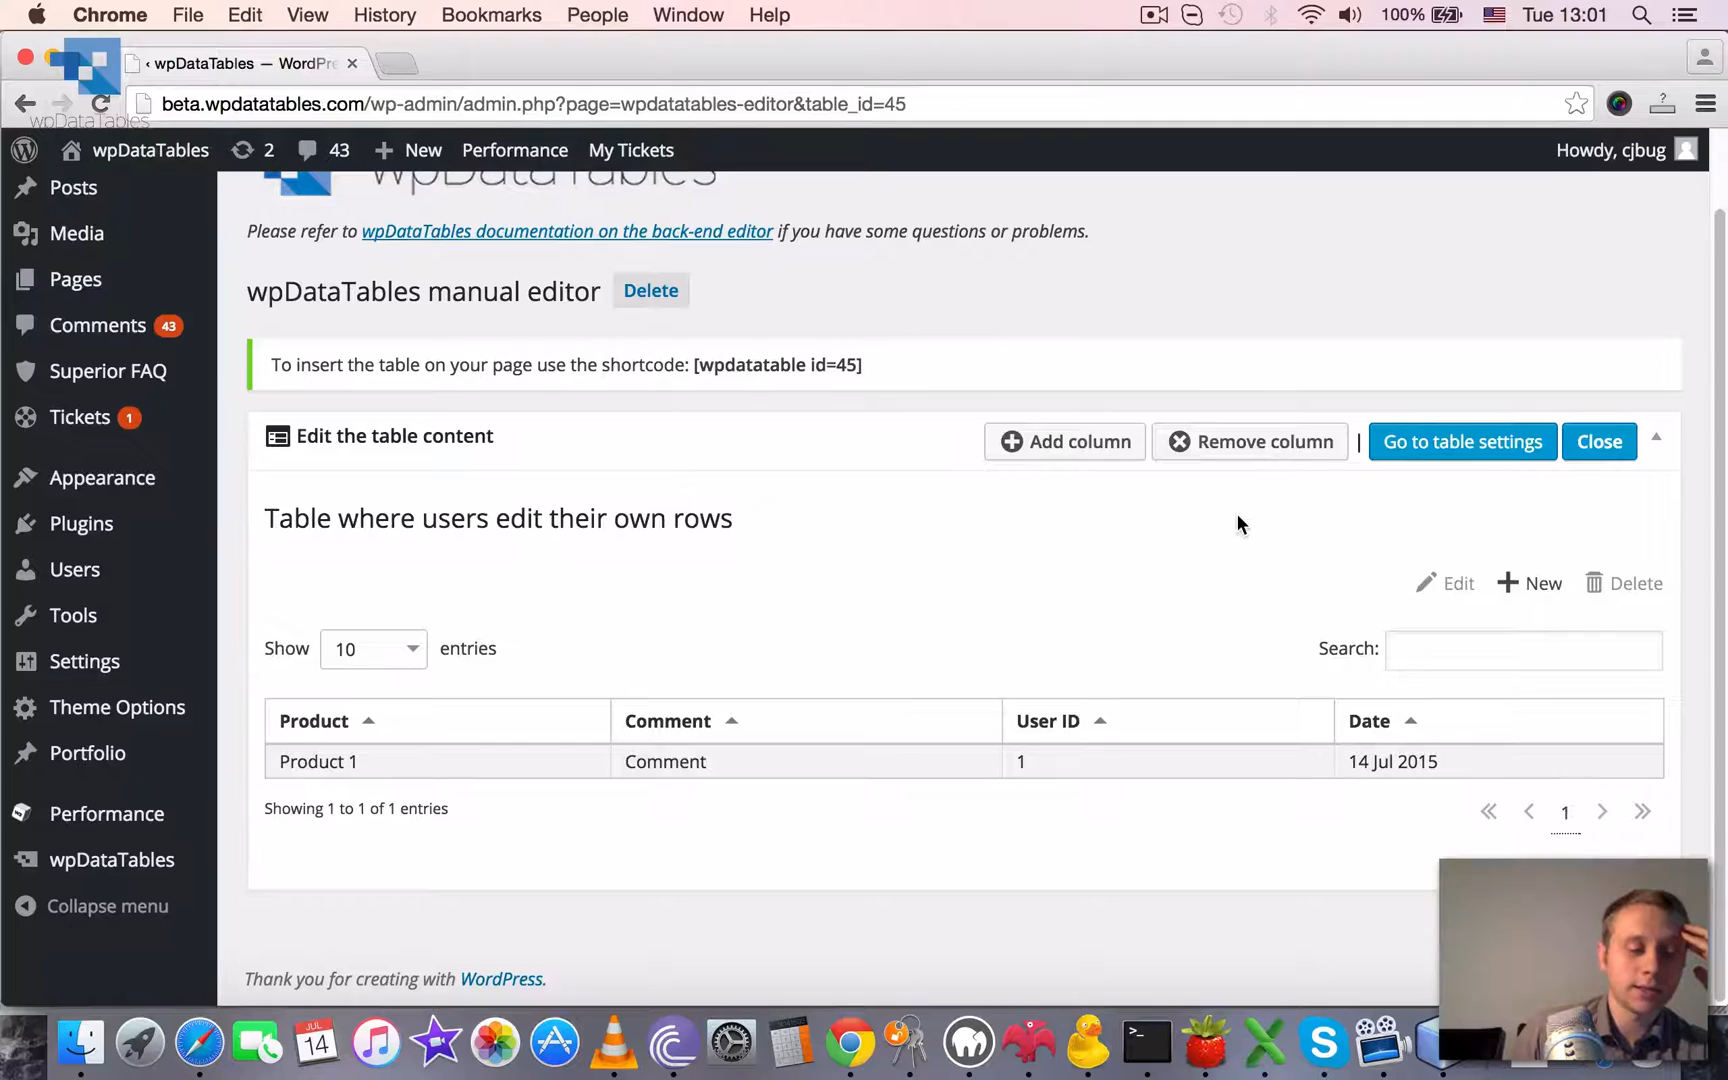 Chrome File Edit View History Bookmarks People Window Help 100% Tue 13:01
‹ wpDataTables — WordPre
beta.wpdatatables.com/wp-admin/admin.php?page=wpdatatables-editor&table_id=45
wpDataTables
wpDataTables 2 43 New Performance My Tickets Howdy, cjbug
Posts
Media
Pages
Comments 43
Superior FAQ
Tickets 1
Appearance
Plugins
Users
Tools
Settings
Theme Options
Portfolio
Performance
wpDataTables
Collapse menu
wpDataTables
Please refer to wpDataTables documentation on the back-end editor if you have some questions or problems.
wpDataTables manual editor Delete
To insert the table on your page use the shortcode: [wpdatatable id=45]
Edit the table content Add column Remove column | Go to table settings Close
Table where users edit their own rows
Edit New Delete
Show 10 entries Search:
Product Comment User ID Date
Product 1 Comment 1 14 Jul 2015
Showing 1 to 1 of 1 entries
« ‹ 1 › »
Thank you for creating with WordPress.
JUL
14